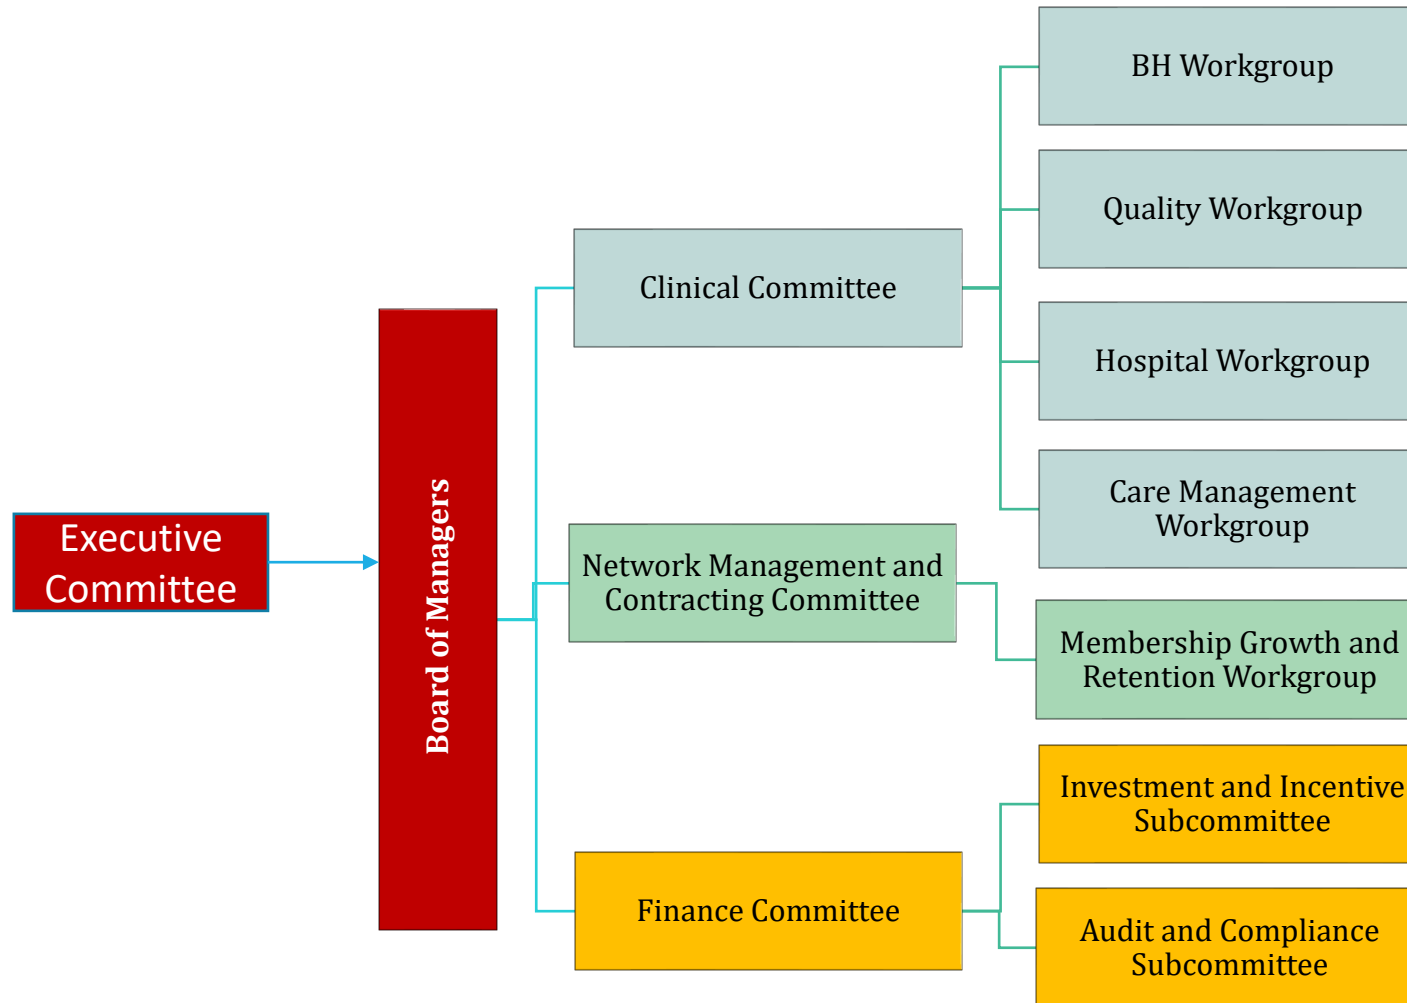 Executive
Committee
Board of Managers
Clinical Committee
Network Management and
Contracting Committee
Finance Committee
BH Workgroup
Quality Workgroup
Hospital Workgroup
Care Management
Workgroup
Membership Growth and
Retention Workgroup
Investment and Incentive
Subcommittee
Audit and Compliance
Subcommittee